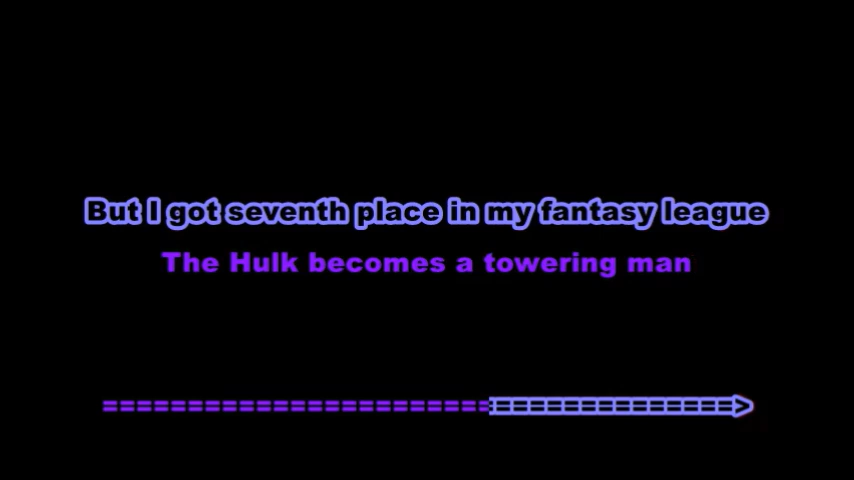 But I got seventh place in my fantasy league
The Hulk becomes a towering man
=====================================>